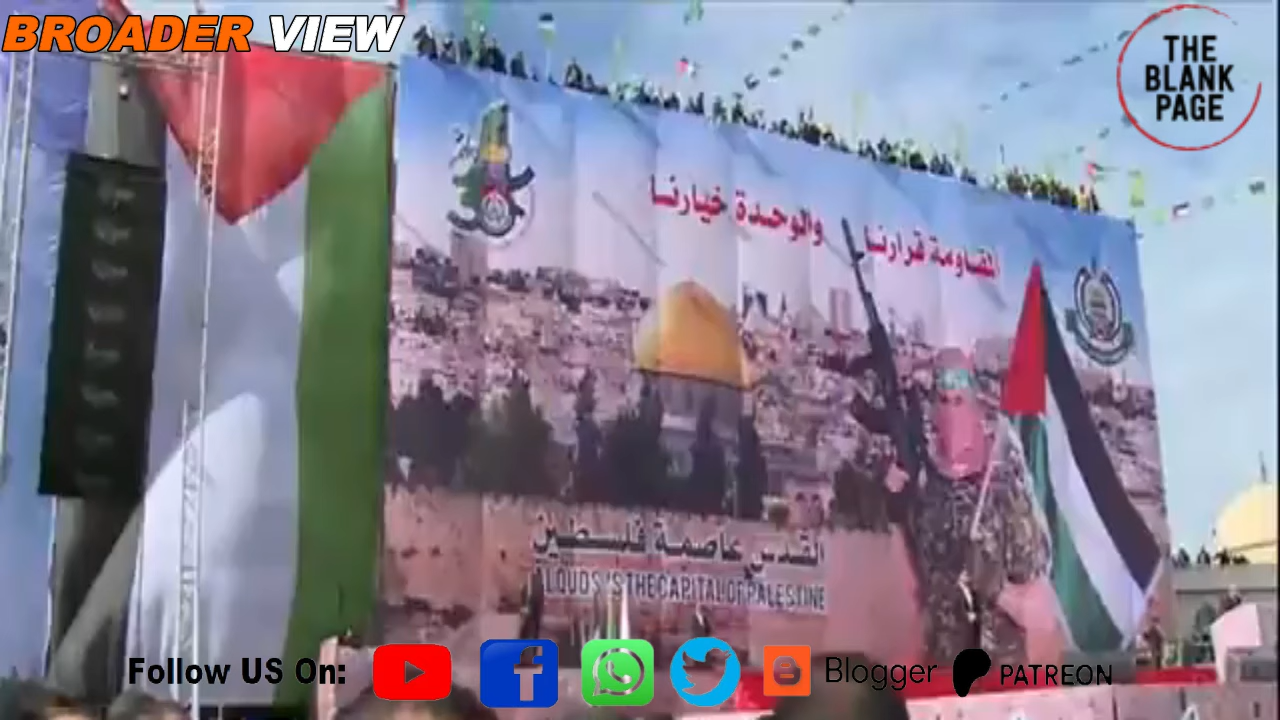 BROADER VIEW
THE
BLANK
PAGE
المقاومة قرارنا والوحدة خيارنا
القدس عاصمة فلسطين
ALQUDS 'S THE CAPITAL OF PALESTINE
Follow US On:
Blogger
PATREON